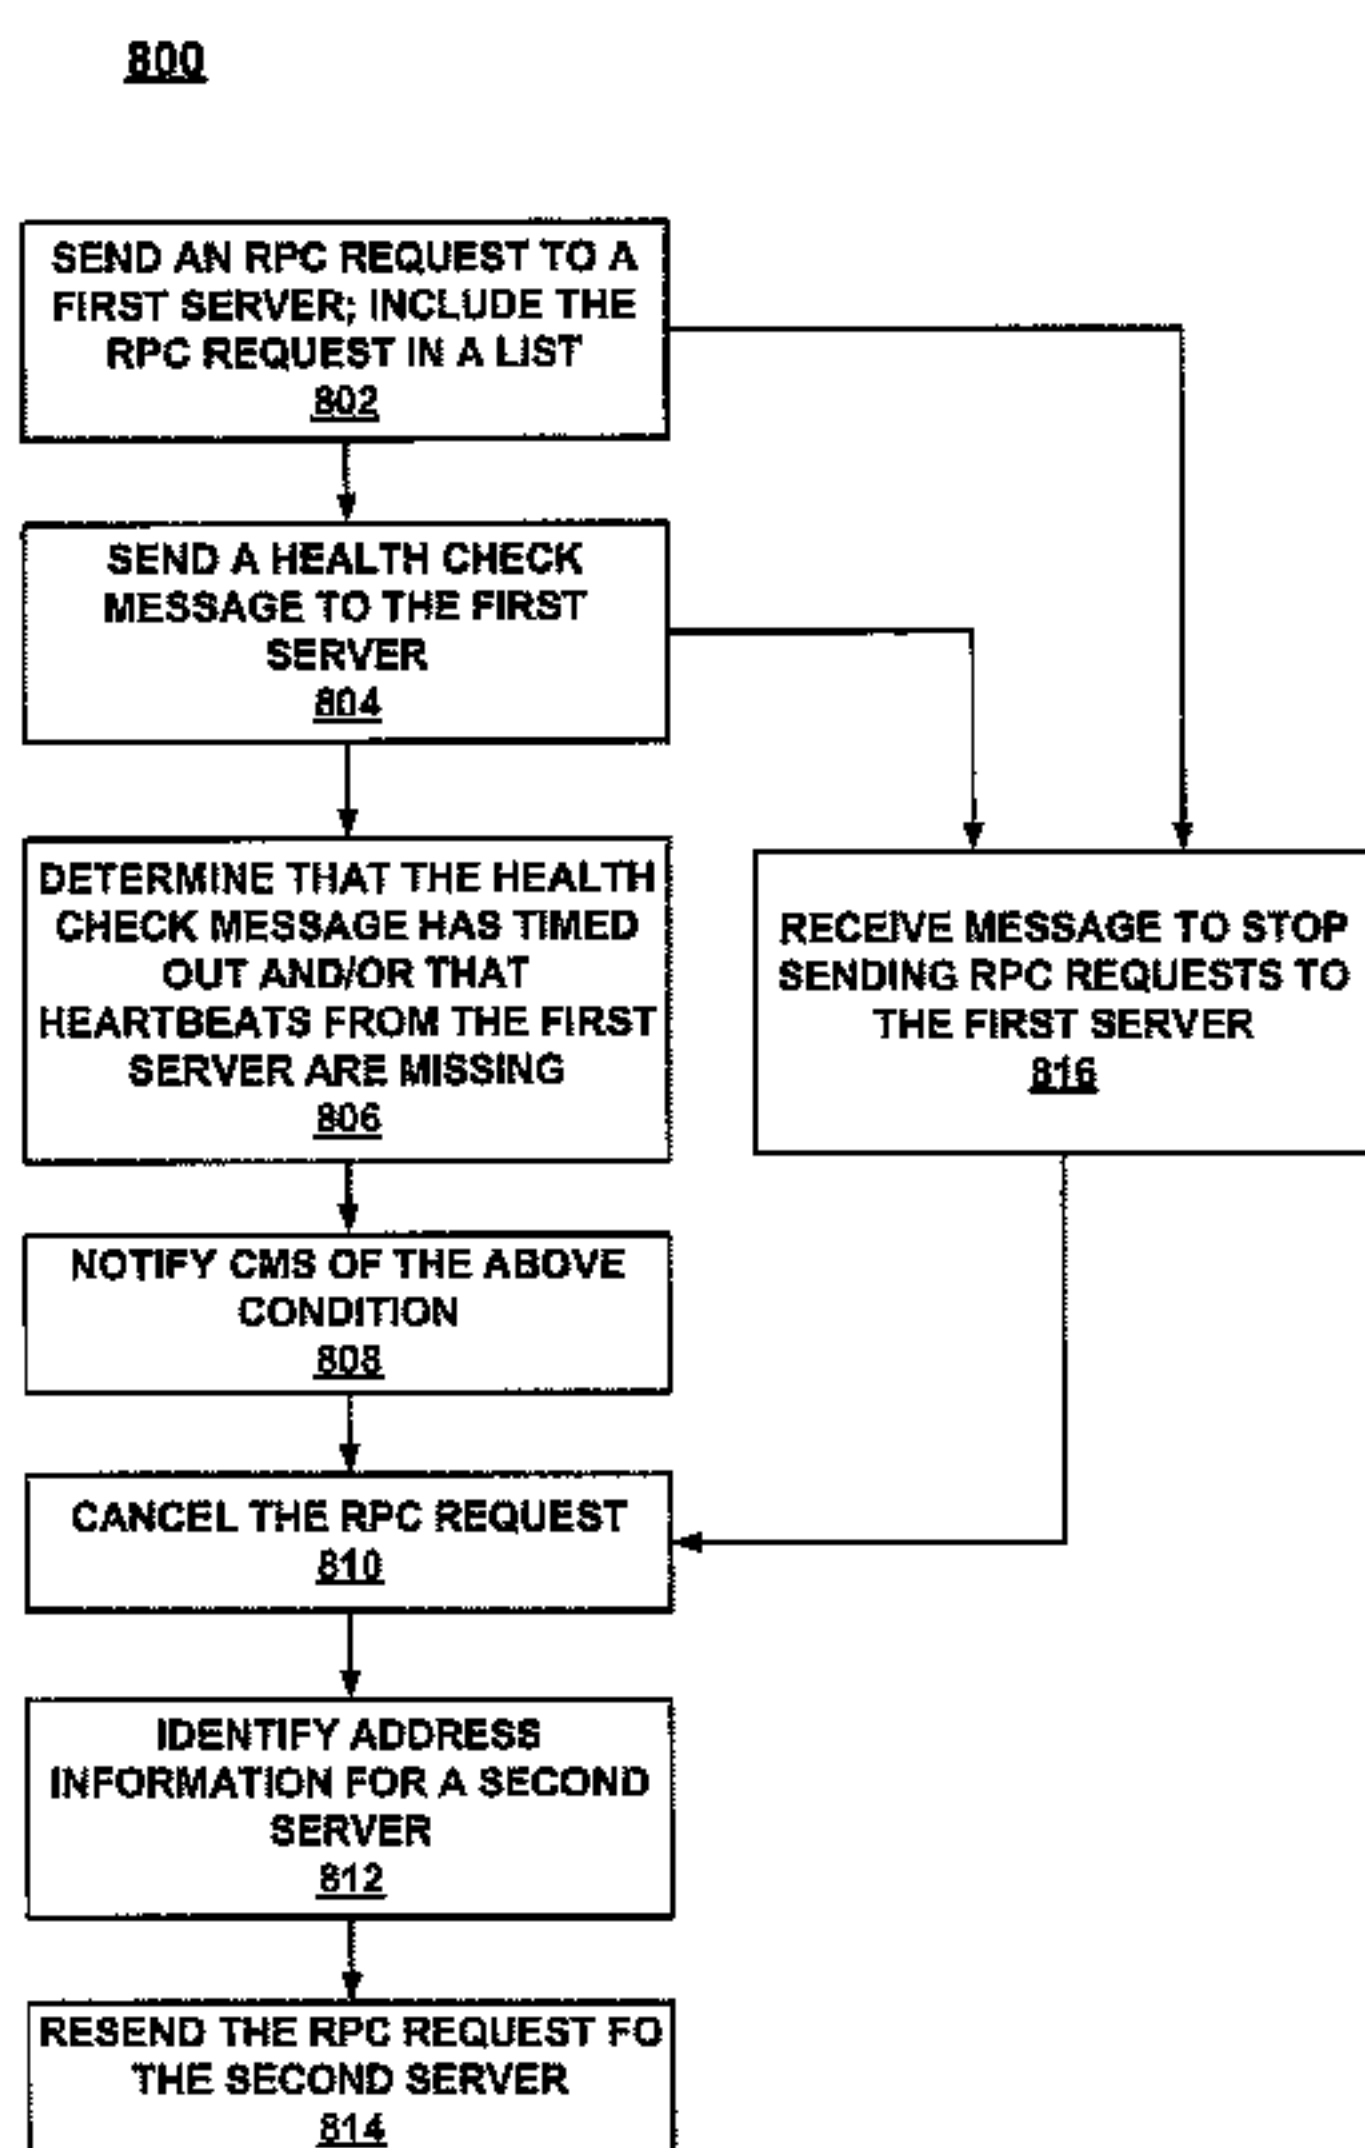 800
SEND AN RPC REQUEST TO A
FIRST SERVER; INCLUDE THE
RPC REQUEST IN A LIST
802
SEND A HEALTH CHECK
MESSAGE TO THE FIRST
SERVER
804
DETERMINE THAT THE HEALTH
CHECK MESSAGE HAS TIMED
OUT AND/OR THAT
HEARTBEATS FROM THE FIRST
SERVER ARE MISSING
806
RECEIVE MESSAGE TO STOP
SENDING RPC REQUESTS TO
THE FIRST SERVER
816
NOTIFY CMS OF THE ABOVE
CONDITION
808
CANCEL THE RPC REQUEST
810
IDENTIFY ADDRESS
INFORMATION FOR A SECOND
SERVER
812
RESEND THE RPC REQUEST FO
THE SECOND SERVER
814